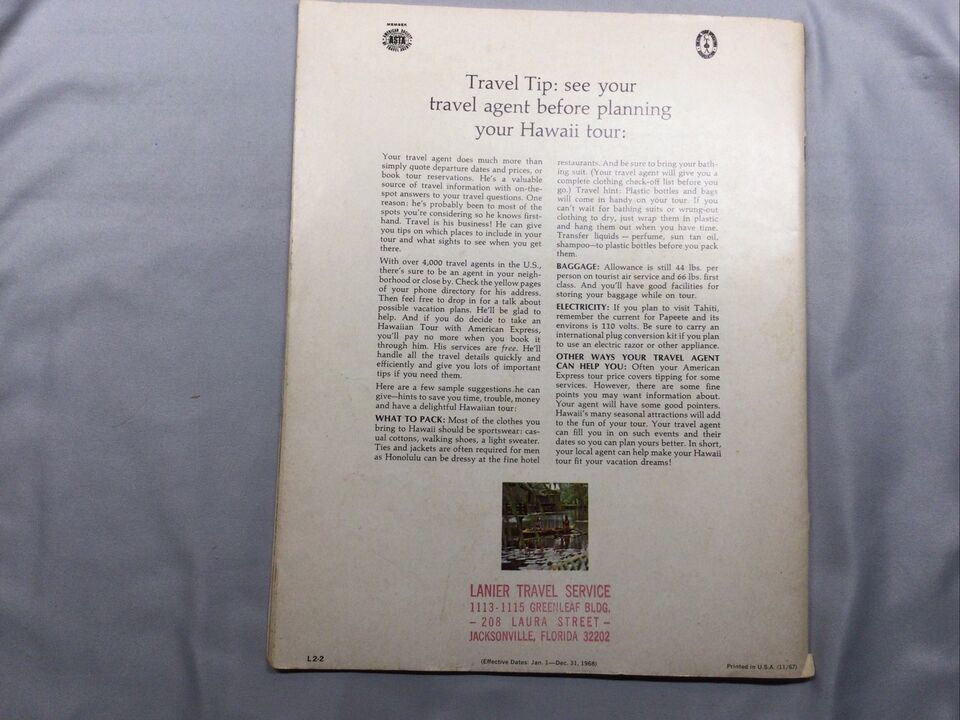 MEMBER
AMERICAN SOCIETY
ASTA
OF TRAVEL AGENTS
Travel Tip: see your
travel agent before planning
your Hawaii tour:
Your travel agent does much more than
simply quote departure dates and prices, or
book tour reservations. He's a valuable
source of travel information with on-the-
spot answers to your travel questions. One
reason: he's probably been to most of the
spots you're considering so he knows first-
hand. Travel is his business! He can give
you tips on which places to include in your
tour and what sights to see when you get
there.
With over 4,000 travel agents in the U.S.,
there's sure to be an agent in your neigh-
borhood or close by. Check the yellow pages
of your phone directory for his address.
Then feel free to drop in for a talk about
possible vacation plans. He'll be glad to
help. And if you do decide to take an
Hawaiian Tour with American Express,
you'll pay no more when you book it
through him. His services are free. He'll
handle all the travel details quickly and
efficiently and give you lots of important
tips if you need them.
Here are a few sample suggestions he can
give—hints to save you time, trouble, money
and have a delightful Hawaiian tour:
WHAT TO PACK: Most of the clothes you
bring to Hawaii should be sportswear: cas-
ual cottons, walking shoes, a light sweater.
Ties and jackets are often required for men
as Honolulu can be dressy at the fine hotel
restaurants. And be sure to bring your bath-
ing suit. (Your travel agent will give you a
complete clothing check-off list before you
go.) Travel hint: Plastic bottles and bags
will come in handy on your tour. If you
can't wait for bathing suits or wrung-out
clothing to dry, just wrap them in plastic
and hang them out when you have time.
Transfer liquids — perfume, sun tan oil,
shampoo—to plastic bottles before you pack
them.
BAGGAGE: Allowance is still 44 lbs. per
person on tourist air service and 66 lbs. first
class. And you'll have good facilities for
storing your baggage while on tour.
ELECTRICITY: If you plan to visit Tahiti,
remember the current for Papeete and its
environs is 110 volts. Be sure to carry an
international plug conversion kit if you plan
to use an electric razor or other appliance.
OTHER WAYS YOUR TRAVEL AGENT
CAN HELP YOU: Often your American
Express tour price covers tipping for some
services. However, there are some fine
points you may want information about.
Your agent will have some good pointers.
Hawaii's many seasonal attractions will add
to the fun of your tour. Your travel agent
can fill you in on such events and their
dates so you can plan yours better. In short,
your local agent can help make your Hawaii
tour fit your vacation dreams!
LANIER TRAVEL SERVICE
1113-1115 GREENLEAF BLDG.
– 208 LAURA STREET –
JACKSONVILLE, FLORIDA 32202
L 2-2
(Effective Dates: Jan. 1—Dec. 31, 1968)
Printed in U.S.A. (11/67)